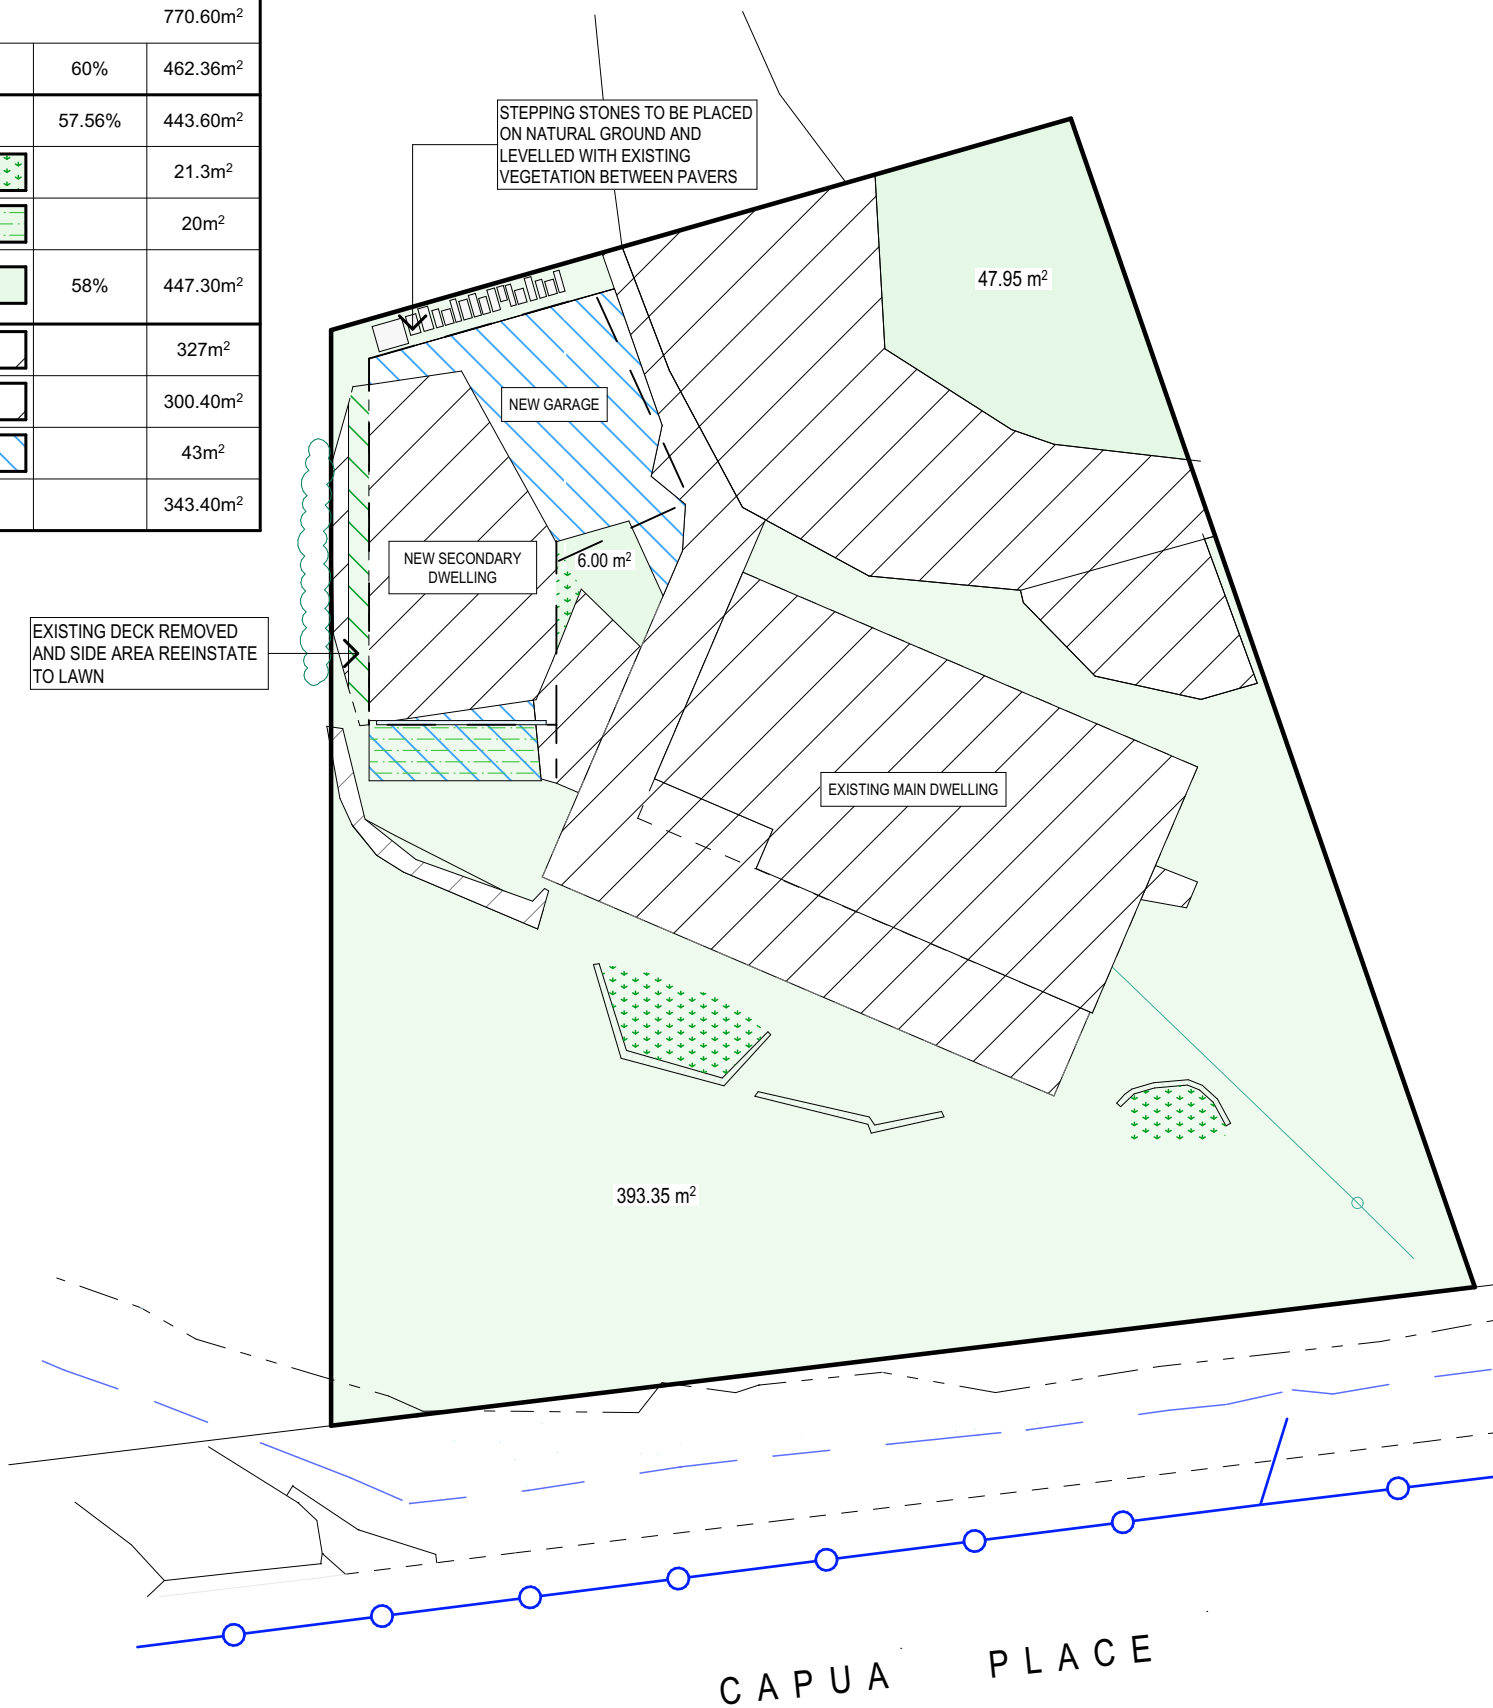 770.60m²
60% 462.36m²
57.56% 443.60m²
21.3m²
20m²
58% 447.30m²
327m²
300.40m²
43m²
343.40m²
STEPPING STONES TO BE PLACED
ON NATURAL GROUND AND
LEVELLED WITH EXISTING
VEGETATION BETWEEN PAVERS
47.95 m²
NEW GARAGE
NEW SECONDARY
DWELLING
6.00 m²
EXISTING DECK REMOVED
AND SIDE AREA REEINSTATE
TO LAWN
EXISTING MAIN DWELLING
393.35 m²
CAPUA PLACE